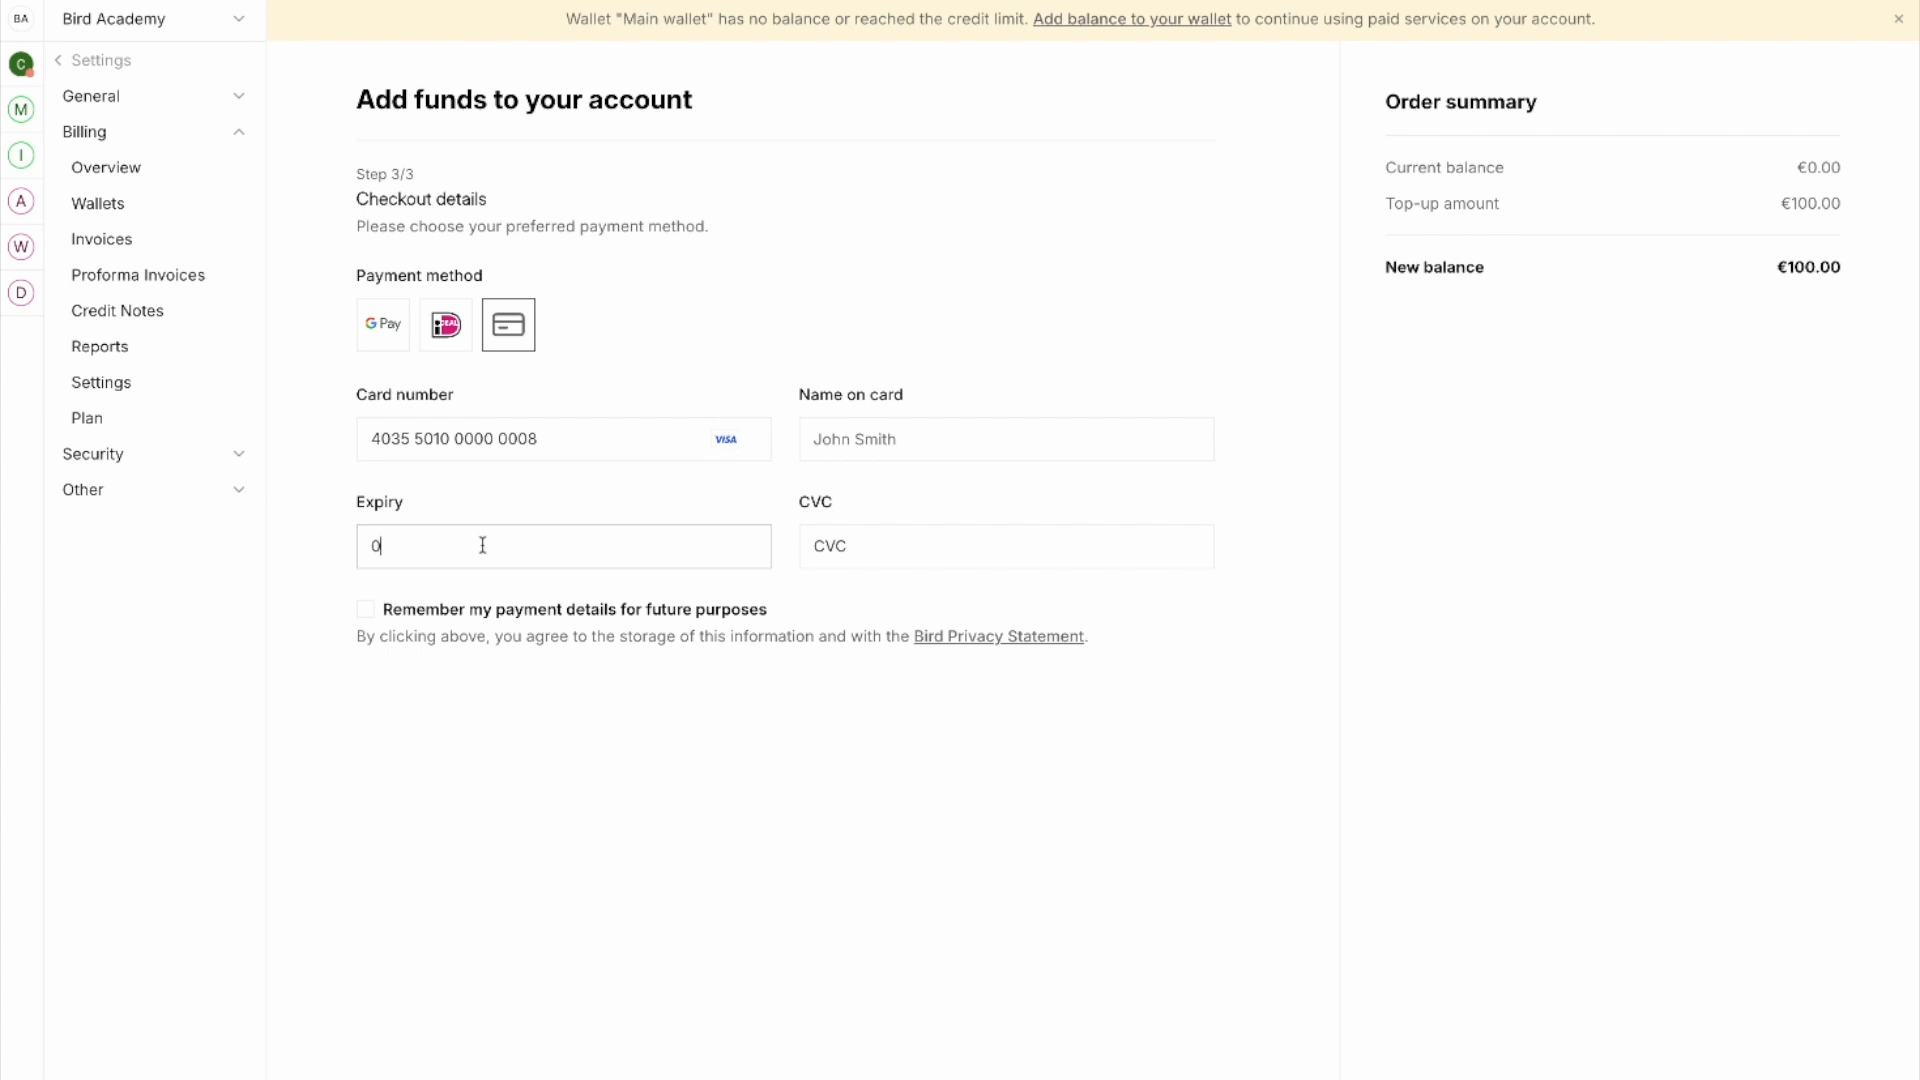 BA
Bird Academy
Wallet "Main wallet" has no balance or reached the credit limit. Add balance to your wallet to continue using paid services on your account.
C
M
I
A
W
D
Settings
General
Billing
Overview
Wallets
Invoices
Proforma Invoices
Credit Notes
Reports
Settings
Plan
Security
Other
Add funds to your account
Step 3/3
Checkout details
Please choose your preferred payment method.
Payment method
G Pay
iDEAL
Card number
Name on card
4035 5010 0000 0008
VISA
John Smith
Expiry
CVC
0
CVC
Remember my payment details for future purposes
By clicking above, you agree to the storage of this information and with the Bird Privacy Statement.
Order summary
Current balance €0.00
Top-up amount €100.00
New balance €100.00